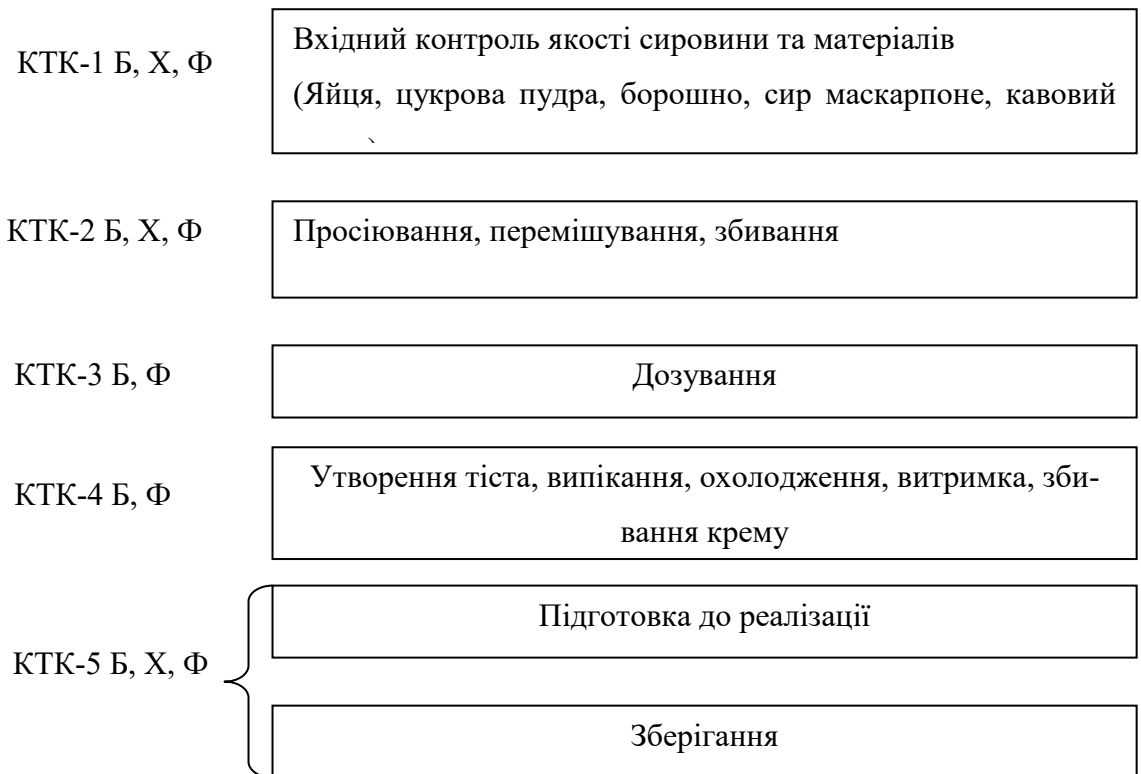 КТК-1 Б, Х, Ф
Вхідний контроль якості сировини та матеріалів
(Яйця, цукрова пудра, борошно, сир маскарпоне, кавовий
КТК-2 Б, Х, Ф
Просіювання, перемішування, збивання
КТК-3 Б, Ф
Дозування
КТК-4 Б, Ф
Утворення тіста, випікання, охолодження, витримка, зби-
вання крему
Підготовка до реалізації
КТК-5 Б, Х, Ф
Зберігання